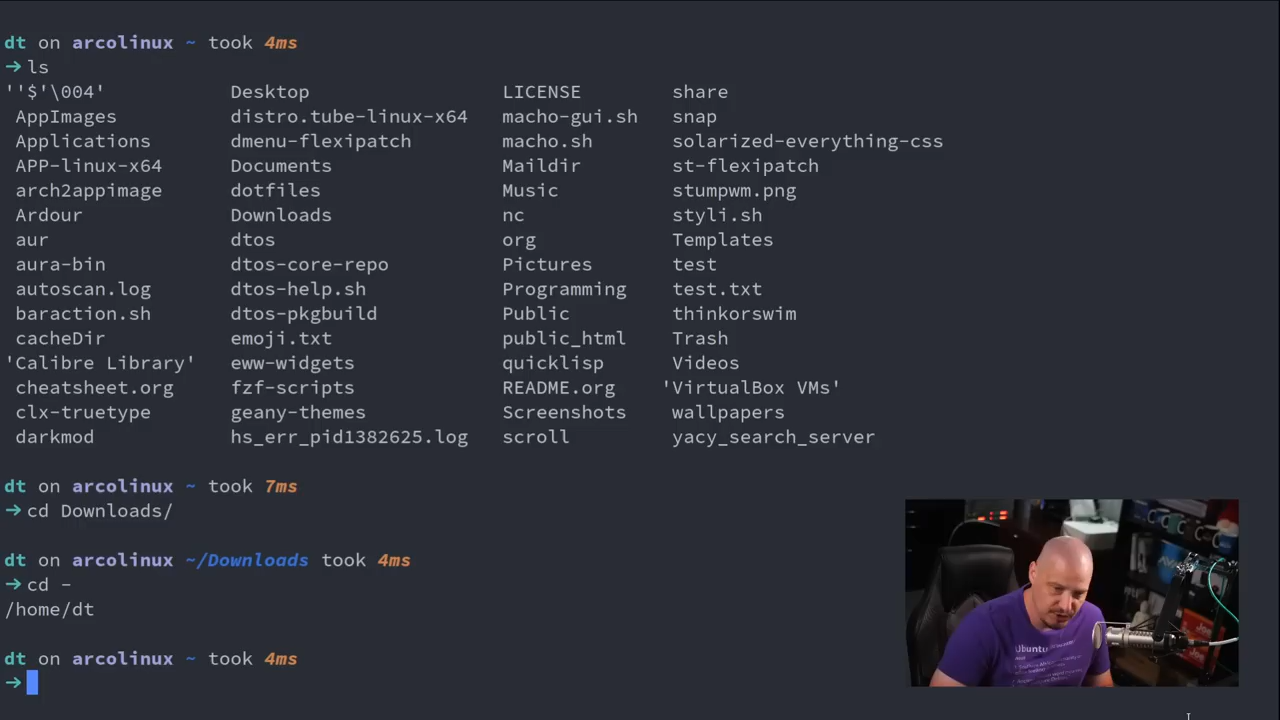 dt on arcolinux ~ took 4ms
→ ls
''$'\004' Desktop LICENSE share
AppImages distro.tube-linux-x64 macho-gui.sh snap
Applications dmenu-flexipatch macho.sh solarized-everything-css
APP-linux-x64 Documents Maildir st-flexipatch
arch2appimage dotfiles Music stumpwm.png
Ardour Downloads nc styli.sh
aur dtos org Templates
aura-bin dtos-core-repo Pictures test
autoscan.log dtos-help.sh Programming test.txt
baraction.sh dtos-pkgbuild Public thinkorswim
cacheDir emoji.txt public_html Trash
'Calibre Library' eww-widgets quicklisp Videos
cheatsheet.org fzf-scripts README.org 'VirtualBox VMs'
clx-truetype geany-themes Screenshots wallpapers
darkmod hs_err_pid1382625.log scroll yacy_search_server
dt on arcolinux ~ took 7ms
→ cd Downloads/
dt on arcolinux ~/Downloads took 4ms
→ cd -
/home/dt
dt on arcolinux ~ took 4ms
→
Ubuntu